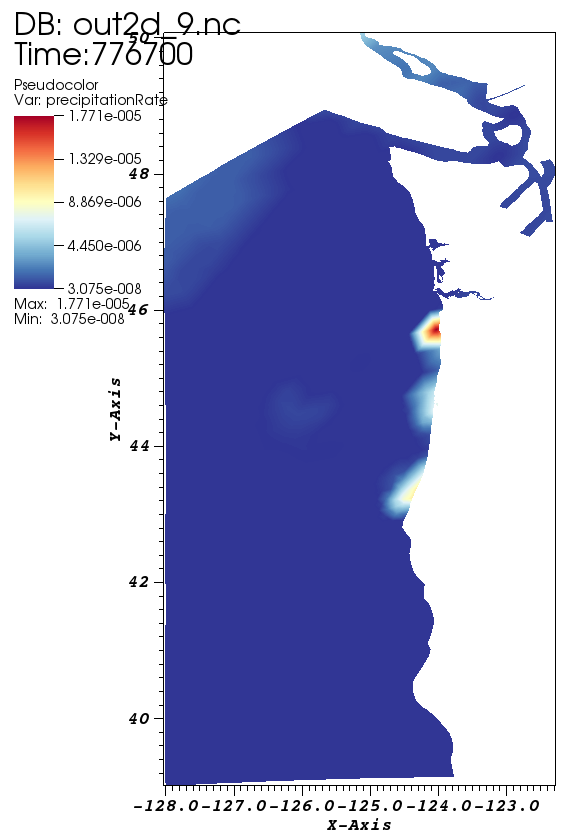 DB: out2d_9.nc
Time:776700
Pseudocolor
Var: precipitationRate
1.771e-005
1.329e-005
8.869e-006
4.450e-006
3.075e-008
Max: 1.771e-005
Min: 3.075e-008
50
48
46
44
42
40
Y-Axis
-128.0 -127.0 -126.0 -125.0 -124.0 -123.0
X-Axis